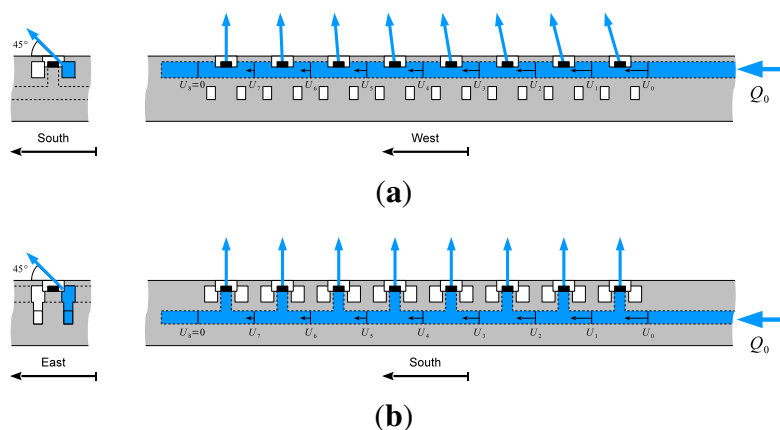 45°
U₈=0 U₇ U₆ U₅ U₄ U₃ U₂ U₁ U₀
Q₀
South
West
(a)
45°
U₈=0 U₇ U₆ U₅ U₄ U₃ U₂ U₁ U₀
Q₀
East
South
(b)